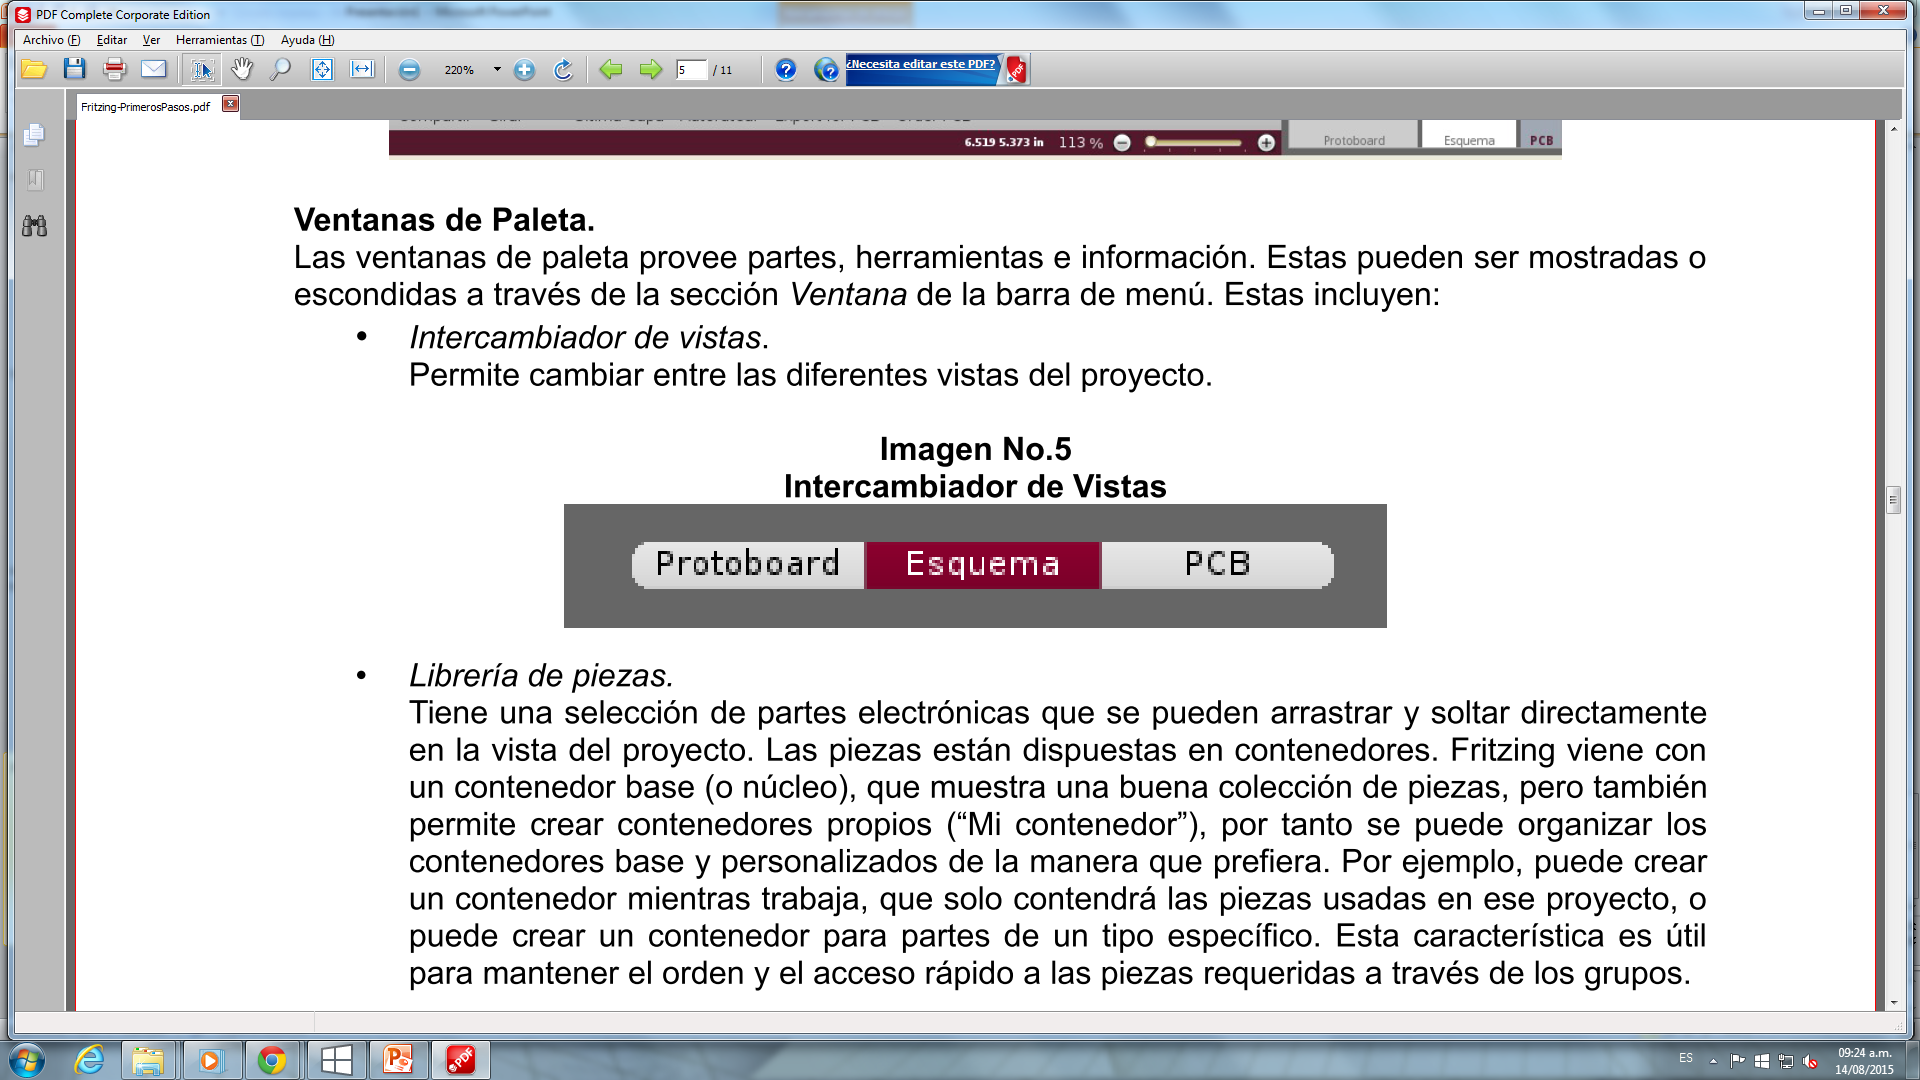 PDF Complete Corporate Edition
Archivo (F) Editar Ver Herramientas (T) Ayuda (H)
220% 5 / 11 ¿Necesita editar este PDF?
Fritzing-PrimerosPasos.pdf
6.519 5.373 in 113 % Protoboard Esquema PCB
Ventanas de Paleta.
Las ventanas de paleta provee partes, herramientas e información. Estas pueden ser mostradas o
escondidas a través de la sección Ventana de la barra de menú. Estas incluyen:
• Intercambiador de vistas.
Permite cambiar entre las diferentes vistas del proyecto.
Imagen No.5
Intercambiador de Vistas
Protoboard Esquema PCB
• Librería de piezas.
Tiene una selección de partes electrónicas que se pueden arrastrar y soltar directamente
en la vista del proyecto. Las piezas están dispuestas en contenedores. Fritzing viene con
un contenedor base (o núcleo), que muestra una buena colección de piezas, pero también
permite crear contenedores propios (“Mi contenedor”), por tanto se puede organizar los
contenedores base y personalizados de la manera que prefiera. Por ejemplo, puede crear
un contenedor mientras trabaja, que solo contendrá las piezas usadas en ese proyecto, o
puede crear un contenedor para partes de un tipo específico. Esta característica es útil
para mantener el orden y el acceso rápido a las piezas requeridas a través de los grupos.
ES 09:24 a.m.
14/08/2015